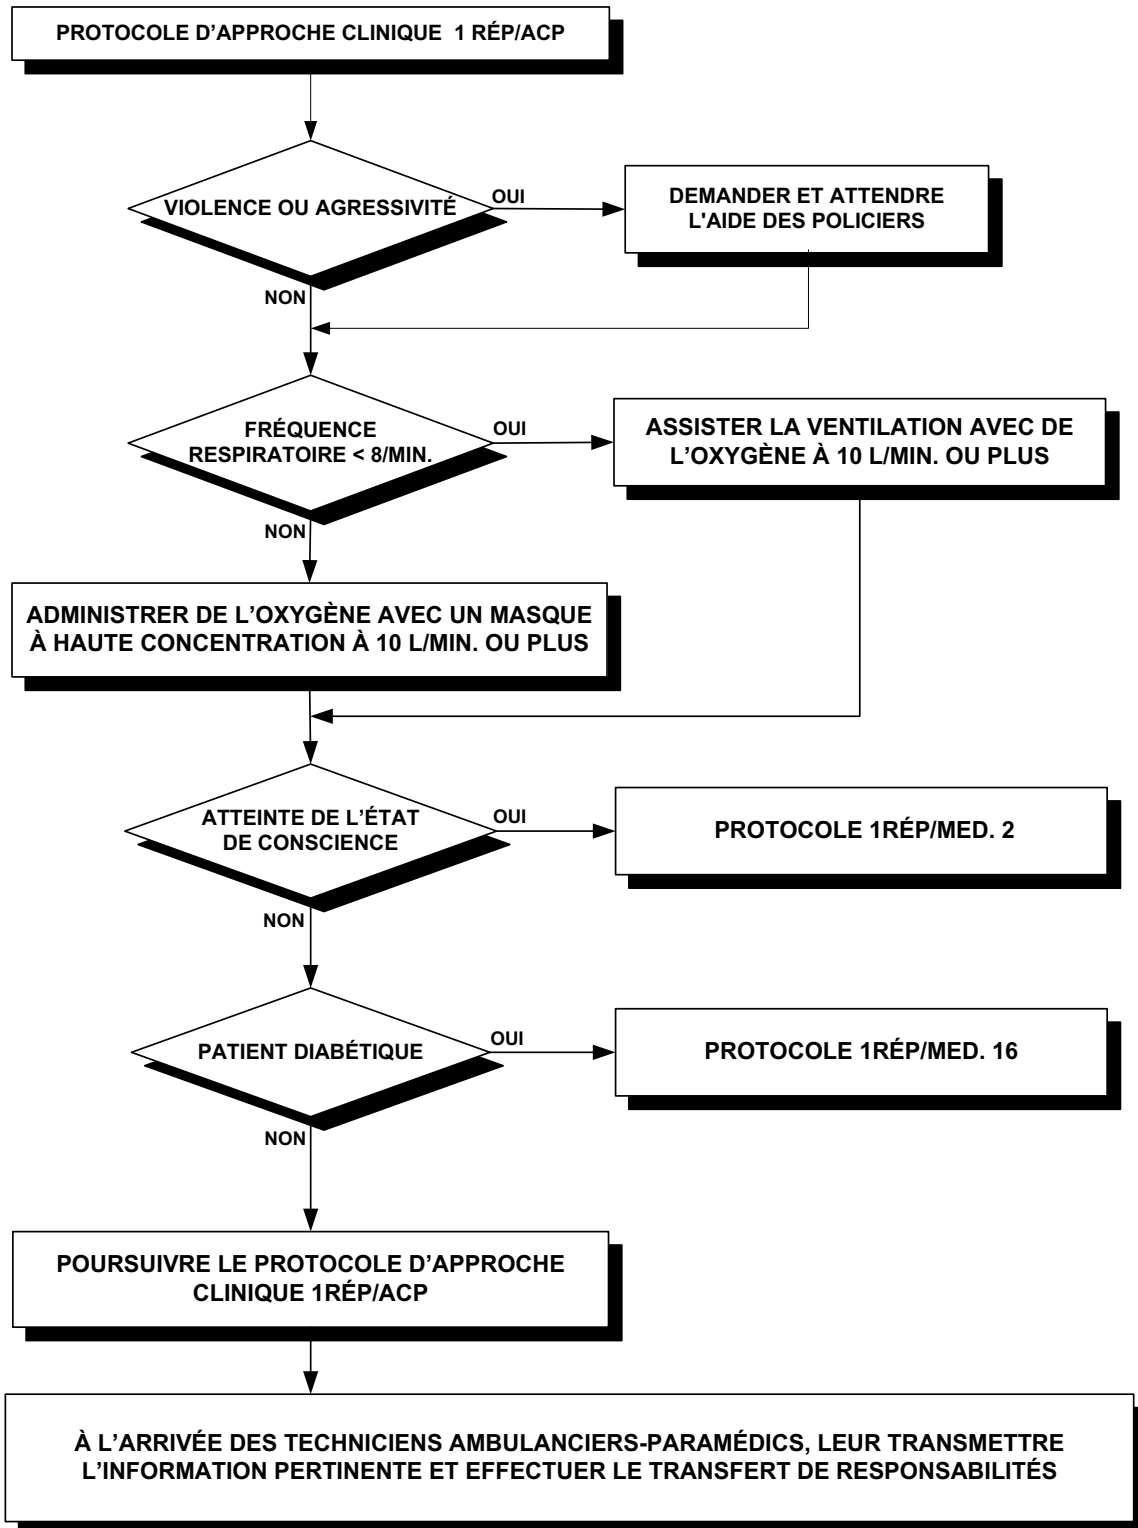 PROTOCOLE D’APPROCHE CLINIQUE 1 RÉP/ACP
VIOLENCE OU AGRESSIVITÉ
OUI
DEMANDER ET ATTENDRE
L'AIDE DES POLICIERS
NON
FRÉQUENCE
RESPIRATOIRE < 8/MIN.
OUI
ASSISTER LA VENTILATION AVEC DE
L’OXYGÈNE À 10 L/MIN. OU PLUS
NON
ADMINISTRER DE L’OXYGÈNE AVEC UN MASQUE
À HAUTE CONCENTRATION À 10 L/MIN. OU PLUS
ATTEINTE DE L’ÉTAT
DE CONSCIENCE
OUI
PROTOCOLE 1RÉP/MED. 2
NON
PATIENT DIABÉTIQUE
OUI
PROTOCOLE 1RÉP/MED. 16
NON
POURSUIVRE LE PROTOCOLE D’APPROCHE
CLINIQUE 1RÉP/ACP
À L’ARRIVÉE DES TECHNICIENS AMBULANCIERS-PARAMÉDICS, LEUR TRANSMETTRE
L’INFORMATION PERTINENTE ET EFFECTUER LE TRANSFERT DE RESPONSABILITÉS